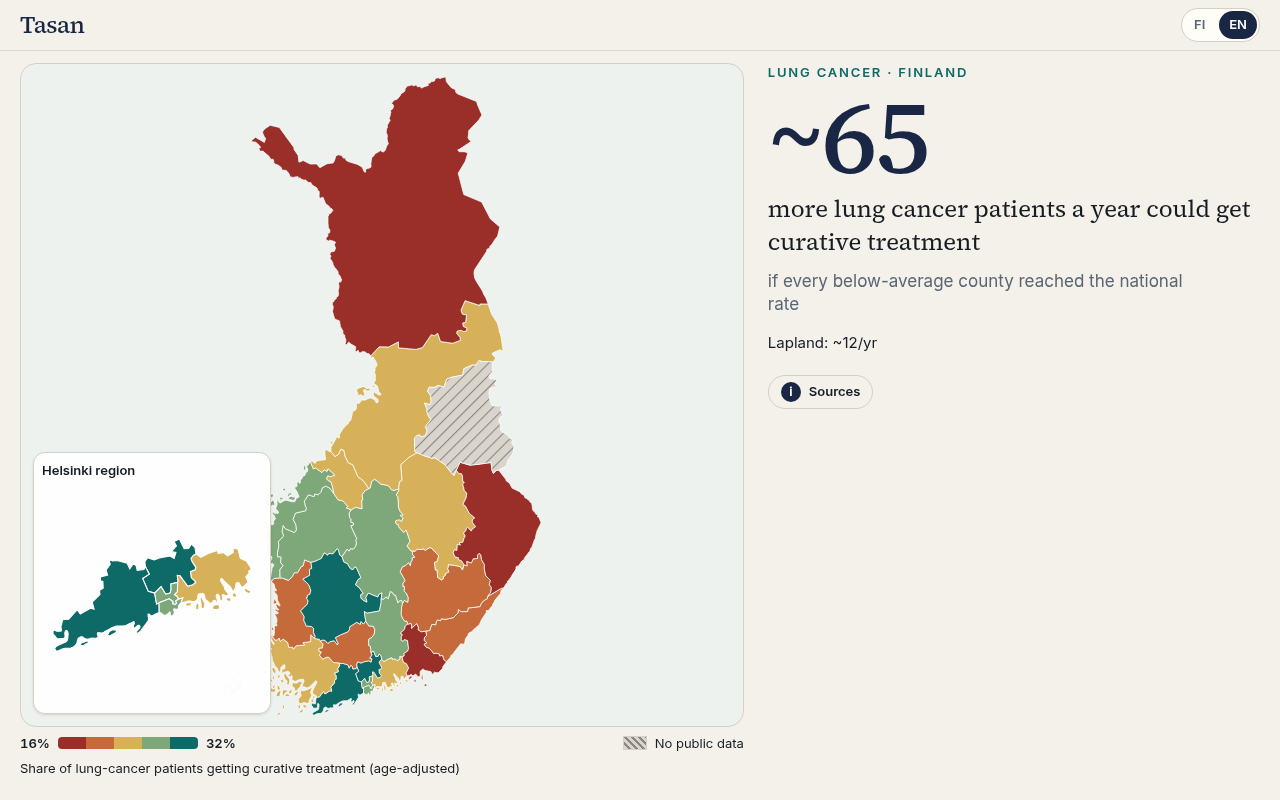 Tasan
FI EN
LUNG CANCER · FINLAND
~65
more lung cancer patients a year could get
curative treatment
if every below-average county reached the national
rate
Lapland: ~12/yr
i Sources
Helsinki region
16% 32%
No public data
Share of lung-cancer patients getting curative treatment (age-adjusted)